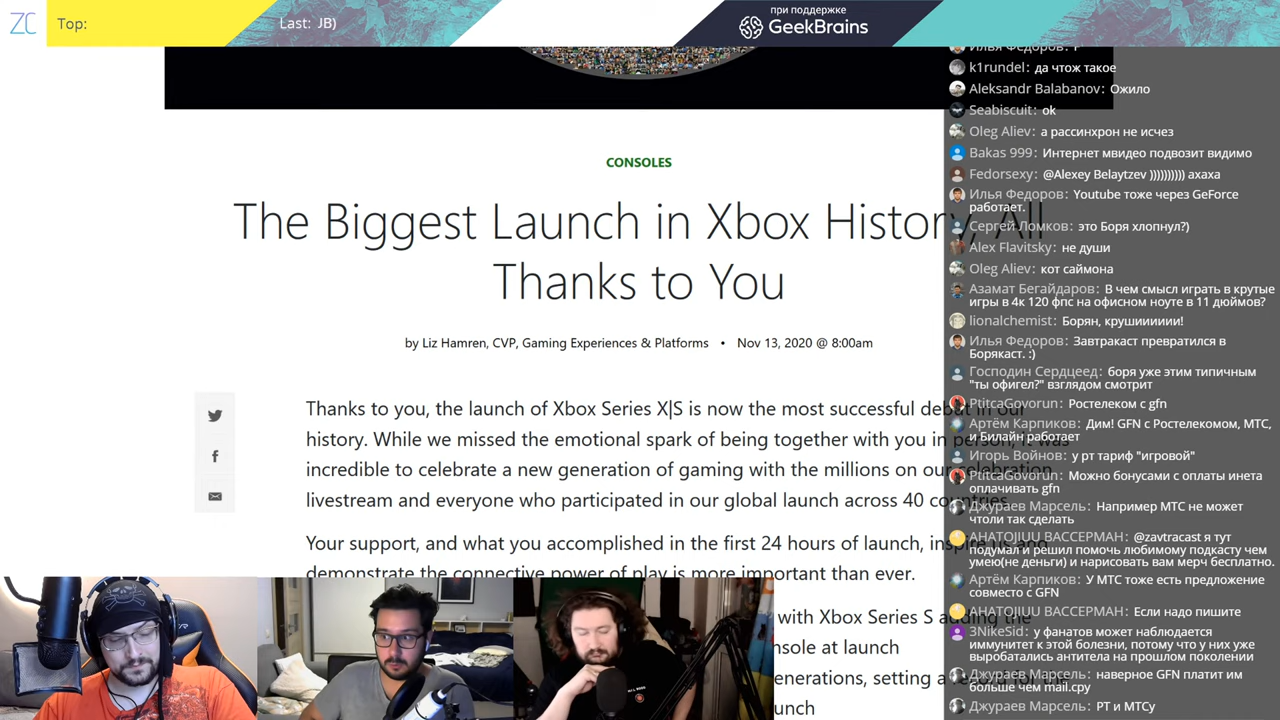 ZC
Top:
Last: JB)
при поддержке
GeekBrains
CONSOLES
The Biggest Launch in Xbox History, All
Thanks to You
by Liz Hamren, CVP, Gaming Experiences & Platforms • Nov 13, 2020 @ 8:00am
Thanks to you, the launch of Xbox Series X|S is now the most successful debut in our
history. While we missed the emotional spark of being together with you in person, it was
incredible to celebrate a new generation of gaming with the millions on our celebration
livestream and everyone who participated in our global launch across 40 countries.
Your support, and what you accomplished in the first 24 hours of launch, inspire us and
demonstrate the connective power of play is more important than ever.
with Xbox Series S adding the
nsole at launch
enerations, setting a
unch
Илья Федоров: F
k1rundel: да чтож такое
Aleksandr Balabanov: Ожило
Seabiscuit: ok
Oleg Aliev: а рассинхрон не исчез
Bakas 999: Интернет мвидео подвозит видимо
Fedorsexy: @Alexey Belaytzev )))))))))) ахаха
Илья Федоров: Youtube тоже через GeForce
работает.
Сергей Ломков: это Боря хлопнул?)
Alex Flavitsky: не души
Oleg Aliev: кот саймона
Азамат Бегайдаров: В чем смысл играть в крутые
игры в 4к 120 фпс на офисном ноуте в 11 дюймов?
lionalchemist: Борян, крушииииии!
Илья Федоров: Завтракаст превратился в
Борякаст. :)
Господин Сердцеед: боря уже этим типичным
"ты офигел?" взглядом смотрит
PtitcaGovorun: Ростелеком с gfn
Артём Карпиков: Дим! GFN с Ростелекомом, МТС,
и Билайн работает
Игорь Войнов: у рт тариф "игровой"
PtitcaGovorun: Можно бонусами с оплаты инета
оплачивать gfn
Джураев Марсель: Например МТС не может
чтоли так сделать
АНАТОЈIUU ВАССЕРМАН: @zavtracast я тут
подумал и решил помочь любимому подкасту чем
умею(не деньги) и нарисовать вам мерч бесплатно.
Артём Карпиков: У МТС тоже есть предложение
совместно с GFN
АНАТОЈIUU ВАССЕРМАН: Если надо пишите
3NikeSid: у фанатов может наблюдается
иммунитет к этой болезни, потому что у них уже
выробатались антитела на прошлом поколении
Джураев Марсель: наверное GFN платит им
больше чем mail.ру
Джураев Марсель: РТ и МТСу